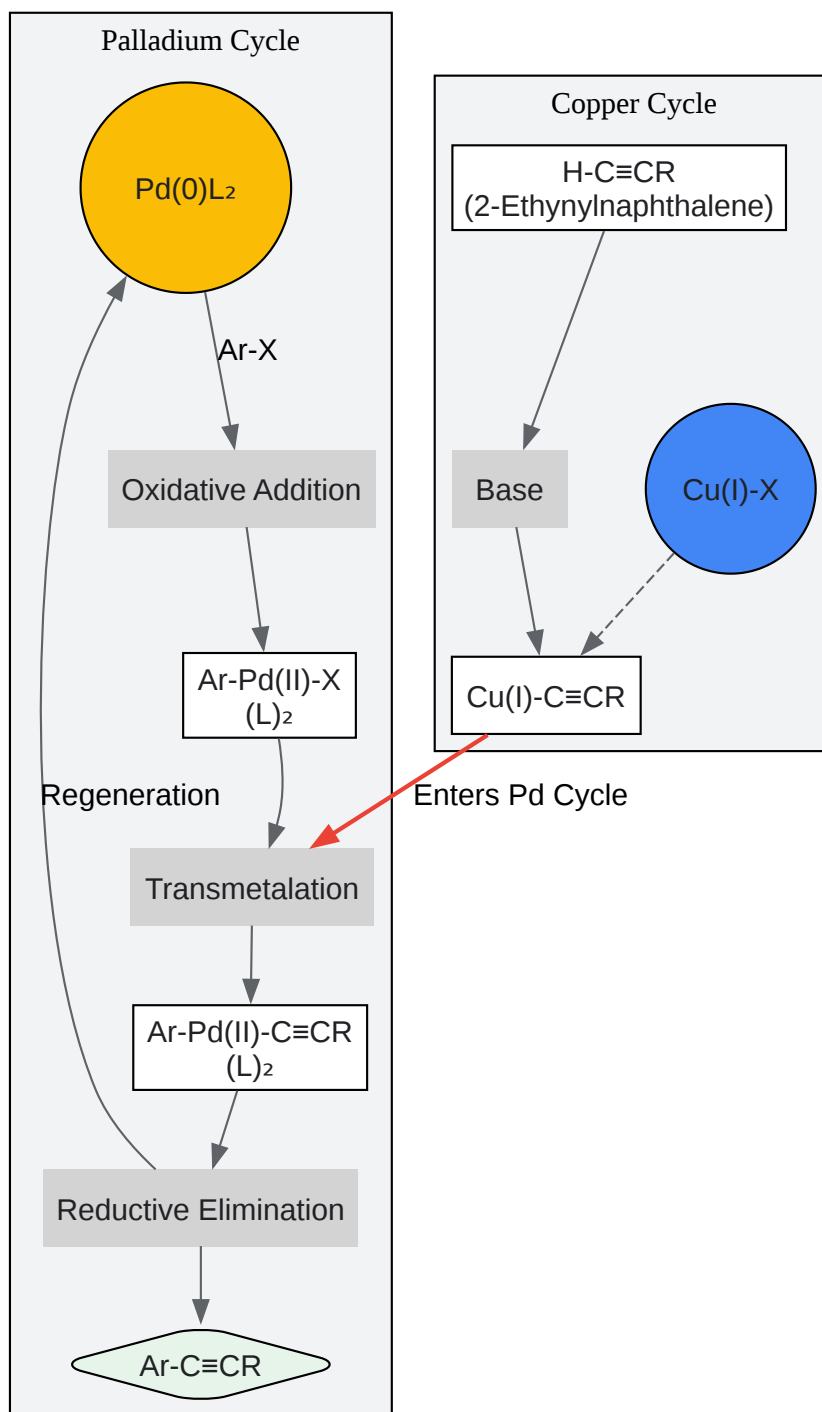 Palladium Cycle
Pd(0)L₂
Ar-X
Oxidative Addition
Ar-Pd(II)-X
(L)₂
Regeneration
Transmetalation
Ar-Pd(II)-C≡CR
(L)₂
Reductive Elimination
Ar-C≡CR
Copper Cycle
H-C≡CR
(2-Ethynylnaphthalene)
Base
Cu(I)-X
Cu(I)-C≡CR
Enters Pd Cycle